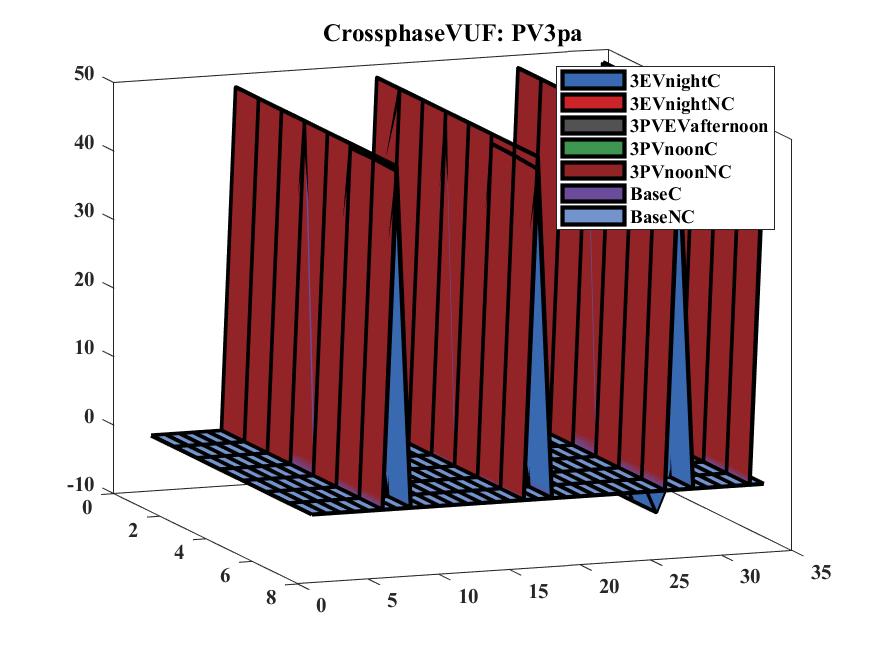 CrossphaseVUF: PV3pa
50
40
30
20
10
0
-10
3EVnightC
3EVnightNC
3PVEVafternoon
3PVnoonC
3PVnoonNC
BaseC
BaseNC
0
2
4
6
8
0
5
10
15
20
25
30
35